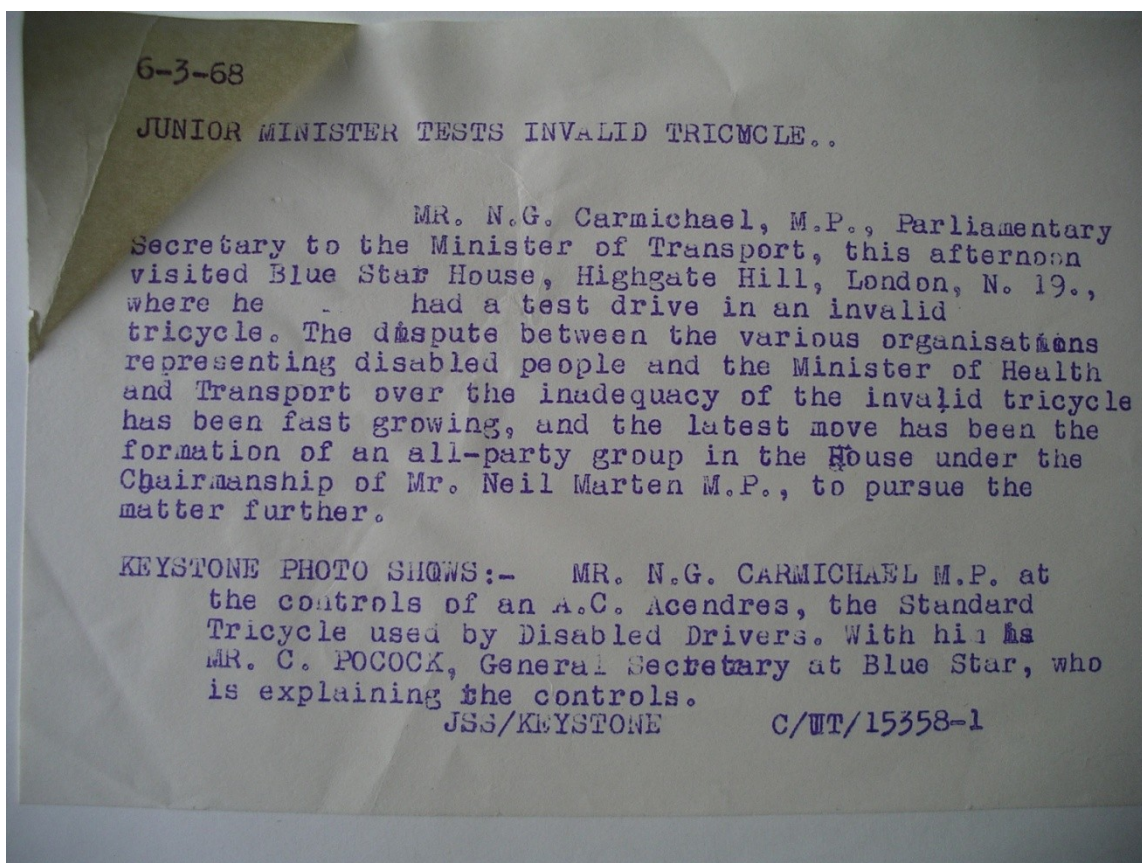 6-3-68
JUNIOR MINISTER TESTS INVALID TRICYCLE..
MR. N.G. Carmichael, M.P., Parliamentary
Secretary to the Minister of Transport, this afternoon
visited Blue Star House, Highgate Hill, London, N. 19.,
where he - had a test drive in an invalid
tricycle. The dispute between the various organisations
representing disabled people and the Minister of Health
and Transport over the inadequacy of the invalid tricycle
has been fast growing, and the latest move has been the
formation of an all-party group in the House under the
Chairmanship of Mr. Neil Marten M.P., to pursue the
matter further.
KEYSTONE PHOTO SHOWS:- MR. N.G. CARMICHAEL M.P. at
the controls of an A.C. Acendres, the Standard
Tricycle used by Disabled Drivers. With him is
MR. C. POCOCK, General Secretary at Blue Star, who
is explaining the controls.
JSS/KEYSTONE C/WT/15358-1